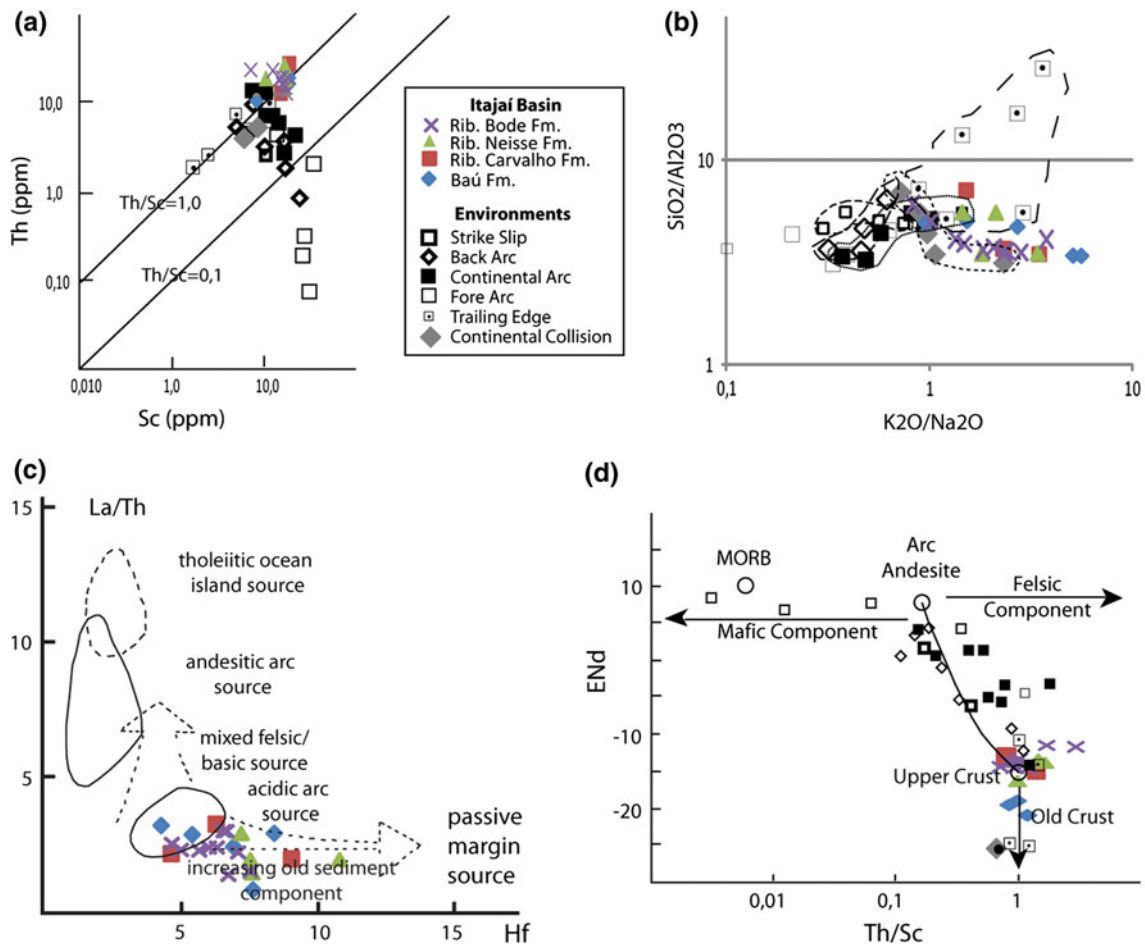 (a)
100,0
10,0
1,0
0,10
Th (ppm)
Th/Sc=1,0
Th/Sc=0,1
0,010
1,0
10,0
Sc (ppm)
Itajaí Basin
Rib. Bode Fm.
Rib. Neisse Fm.
Rib. Carvalho Fm.
Baú Fm.
Environments
Strike Slip
Back Arc
Continental Arc
Fore Arc
Trailing Edge
Continental Collision
(b)
SiO2/Al2O3
10
1
0,1
1
10
K2O/Na2O
(c)
15
La/Th
10
5
tholeiitic ocean
island source
andesitic arc
source
mixed felsic/
basic source
acidic arc
source
passive
margin
source
increasing old sediment
component
5
10
15
Hf
(d)
ENd
10
-10
-20
MORB
Arc
Andesite
Felsic
Component
Mafic Component
Upper Crust
Old Crust
0,01
0,1
1
Th/Sc